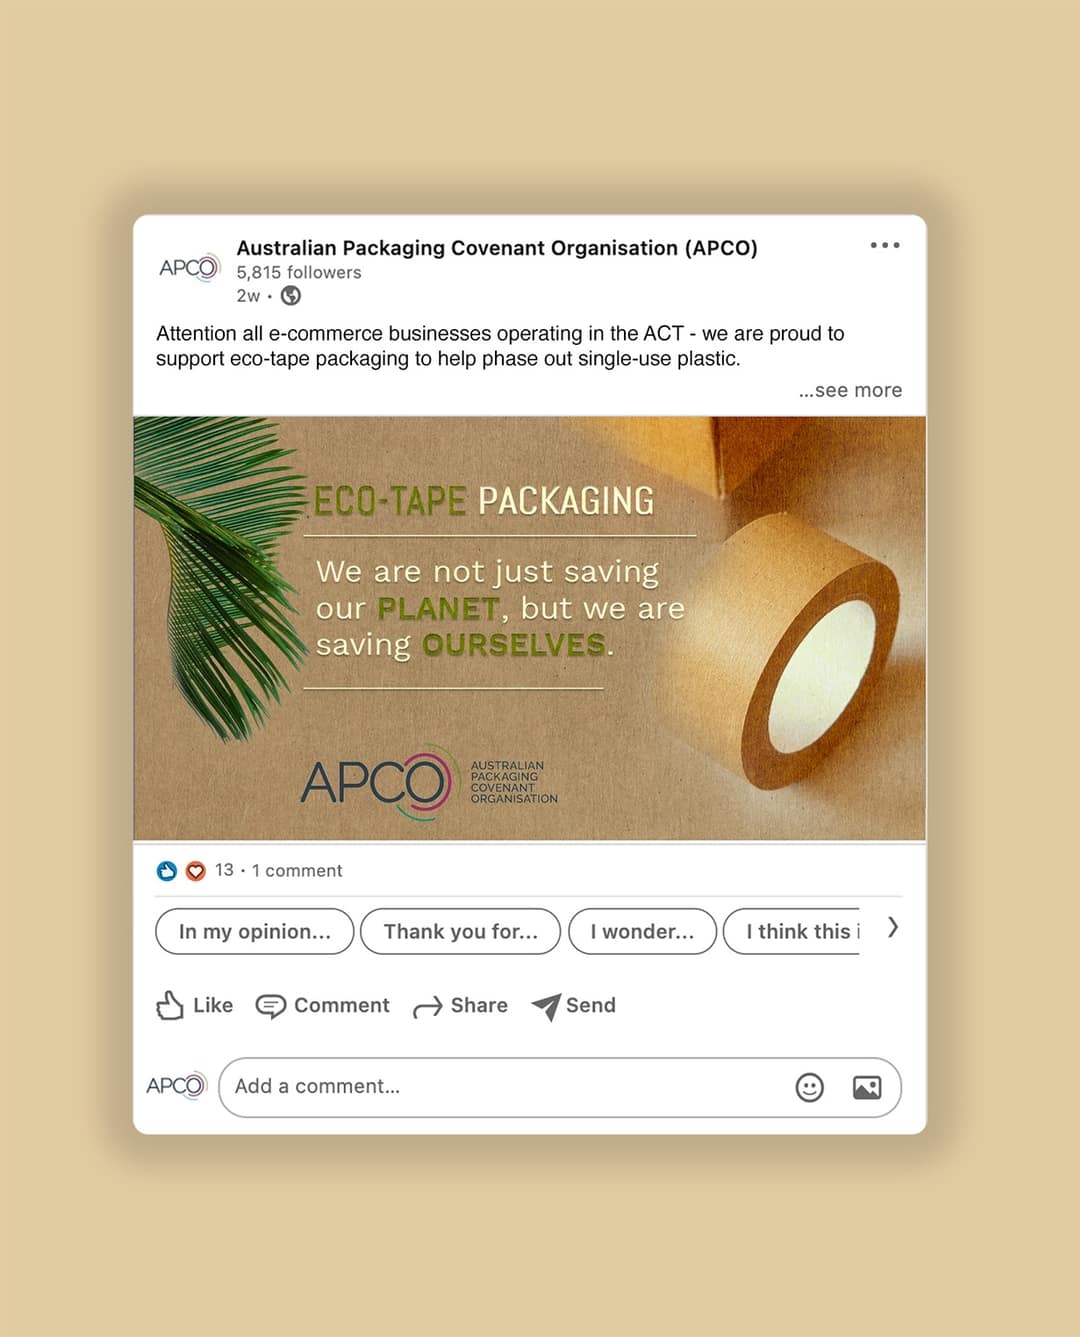 APCO
Australian Packaging Covenant Organisation (APCO)
5,815 followers
2w •
Attention all e-commerce businesses operating in the ACT - we are proud to
support eco-tape packaging to help phase out single-use plastic.
...see more
ECO-TAPE PACKAGING
We are not just saving
our PLANET, but we are
saving OURSELVES.
APCO
AUSTRALIAN
PACKAGING
COVENANT
ORGANISATION
13 · 1 comment
In my opinion... Thank you for... I wonder... I think this i
Like Comment Share Send
APCO Add a comment...